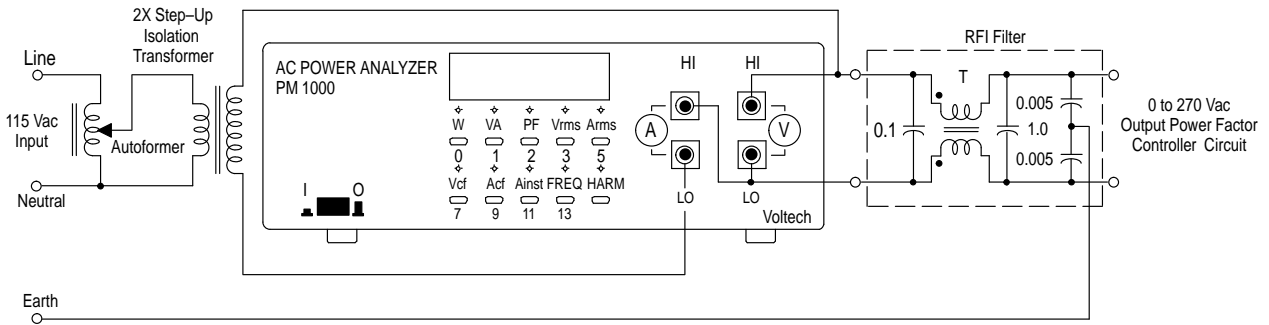 2X Step–Up
Isolation
Transformer
Line
115 Vac
Input
Autoformer
Neutral
Earth
AC POWER ANALYZER
PM 1000
W VA PF Vrms Arms
0 1 2 3 5
Vcf Acf Ainst FREQ HARM
7 9 11 13
I O
HI HI
A V
LO LO
Voltech
RFI Filter
T
0.1
1.0
0.005
0.005
0 to 270 Vac
Output Power Factor
Controller Circuit